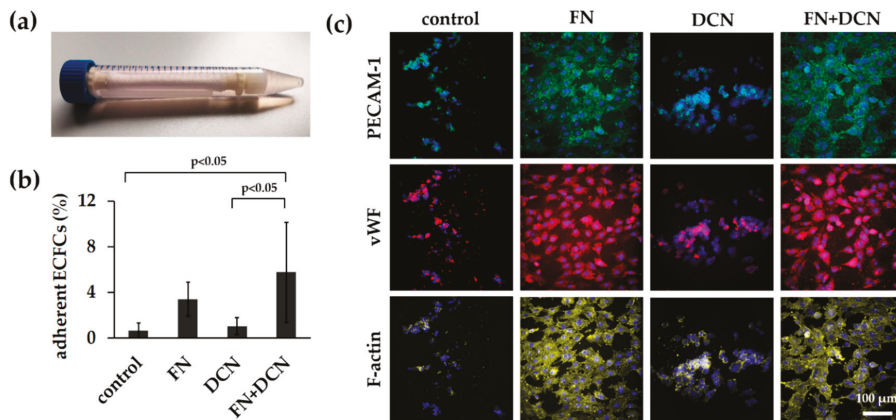 (a)
(b)
p<0.05
p<0.05
adherent ECFCs (%)
12
8
4
0
control
FN
DCN
FN+DCN
(c)
control FN DCN FN+DCN
PECAM-1
vWF
F-actin
100 µm